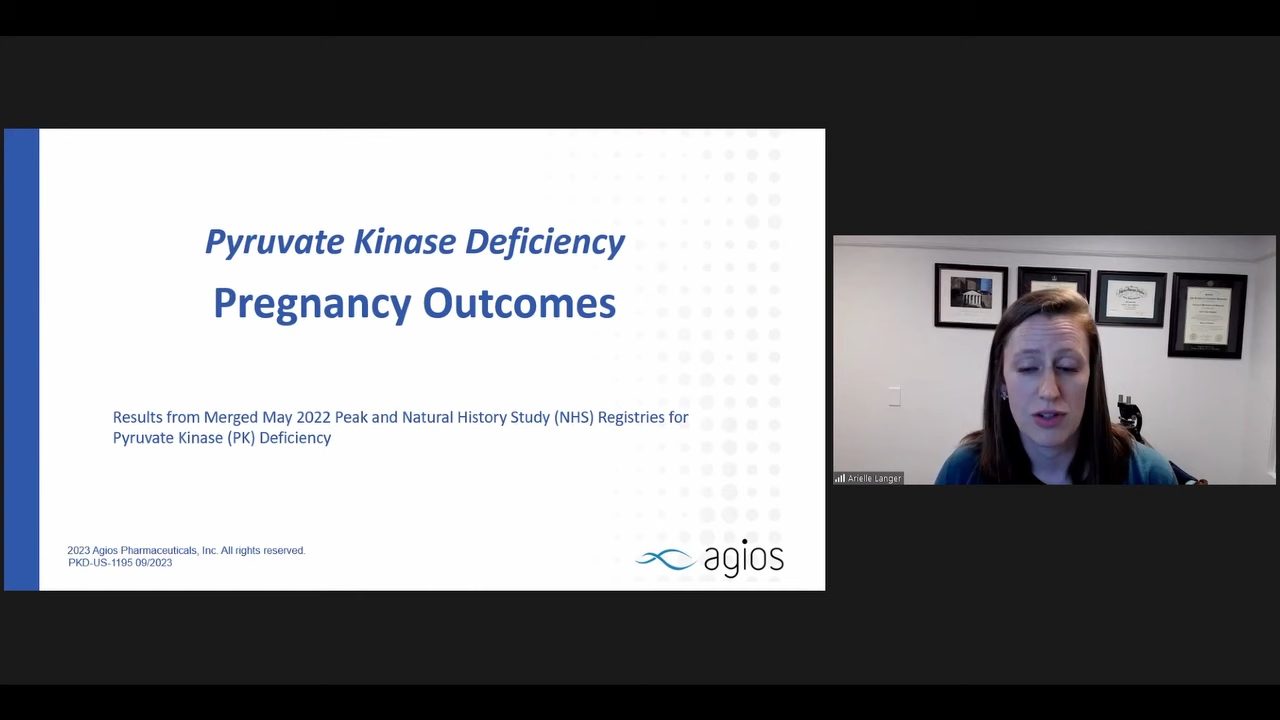 Pyruvate Kinase Deficiency
Pregnancy Outcomes
Results from Merged May 2022 Peak and Natural History Study (NHS) Registries for
Pyruvate Kinase (PK) Deficiency
2023 Agios Pharmaceuticals, Inc. All rights reserved.
PKD-US-1195 09/2023
agios
Arielle Langer